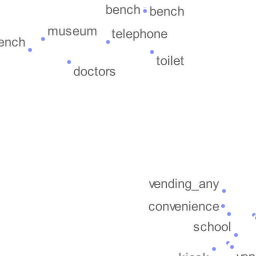 bench bench
museum telephone
ench
toilet
doctors
vending_any
convenience
school